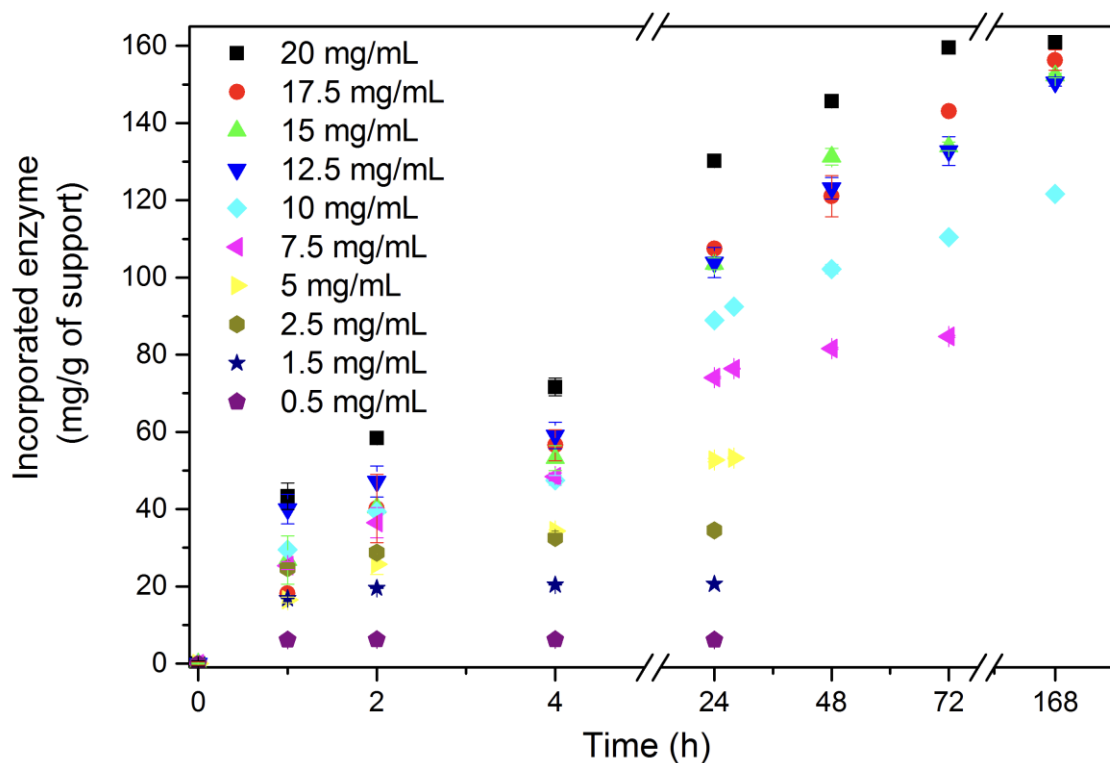 Incorporated enzyme
(mg/g of support)
160
140
120
100
80
60
40
20
0
20 mg/mL
17.5 mg/mL
15 mg/mL
12.5 mg/mL
10 mg/mL
7.5 mg/mL
5 mg/mL
2.5 mg/mL
1.5 mg/mL
0.5 mg/mL
0 2 4 24 48 72 168
Time (h)